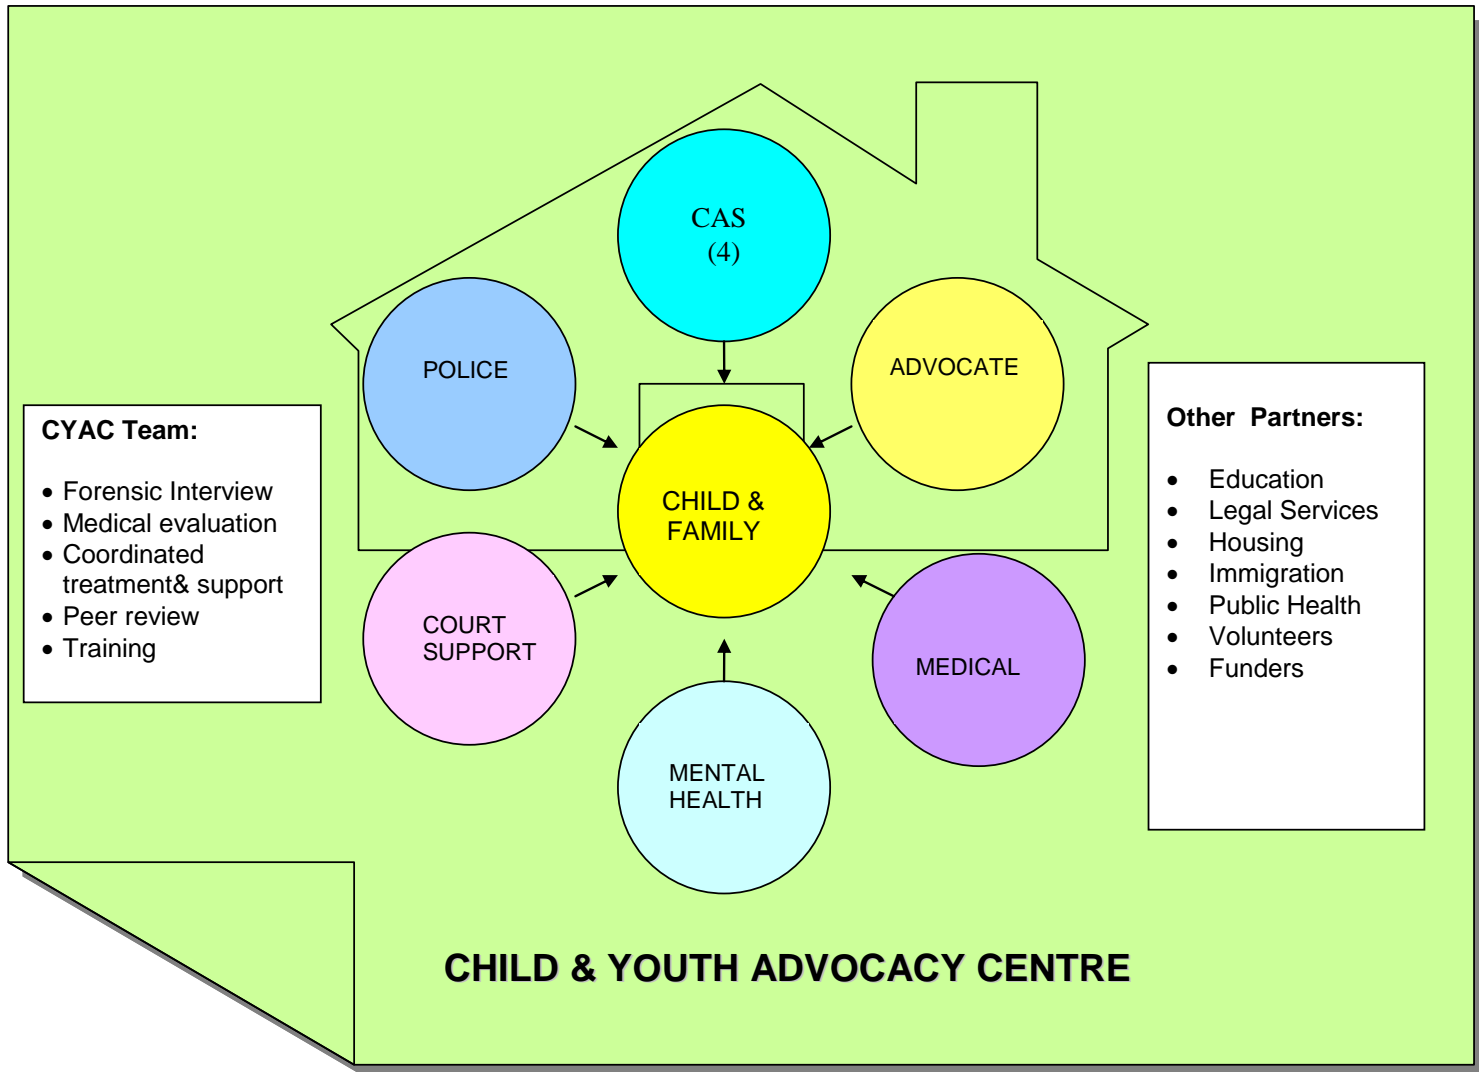 CAS
(4)
POLICE
ADVOCATE
CYAC Team:
• Forensic Interview
• Medical evaluation
• Coordinated
treatment& support
• Peer review
• Training
CHILD &
FAMILY
Other Partners:
• Education
• Legal Services
• Housing
• Immigration
• Public Health
• Volunteers
• Funders
COURT
SUPPORT
MEDICAL
MENTAL
HEALTH
CHILD & YOUTH ADVOCACY CENTRE